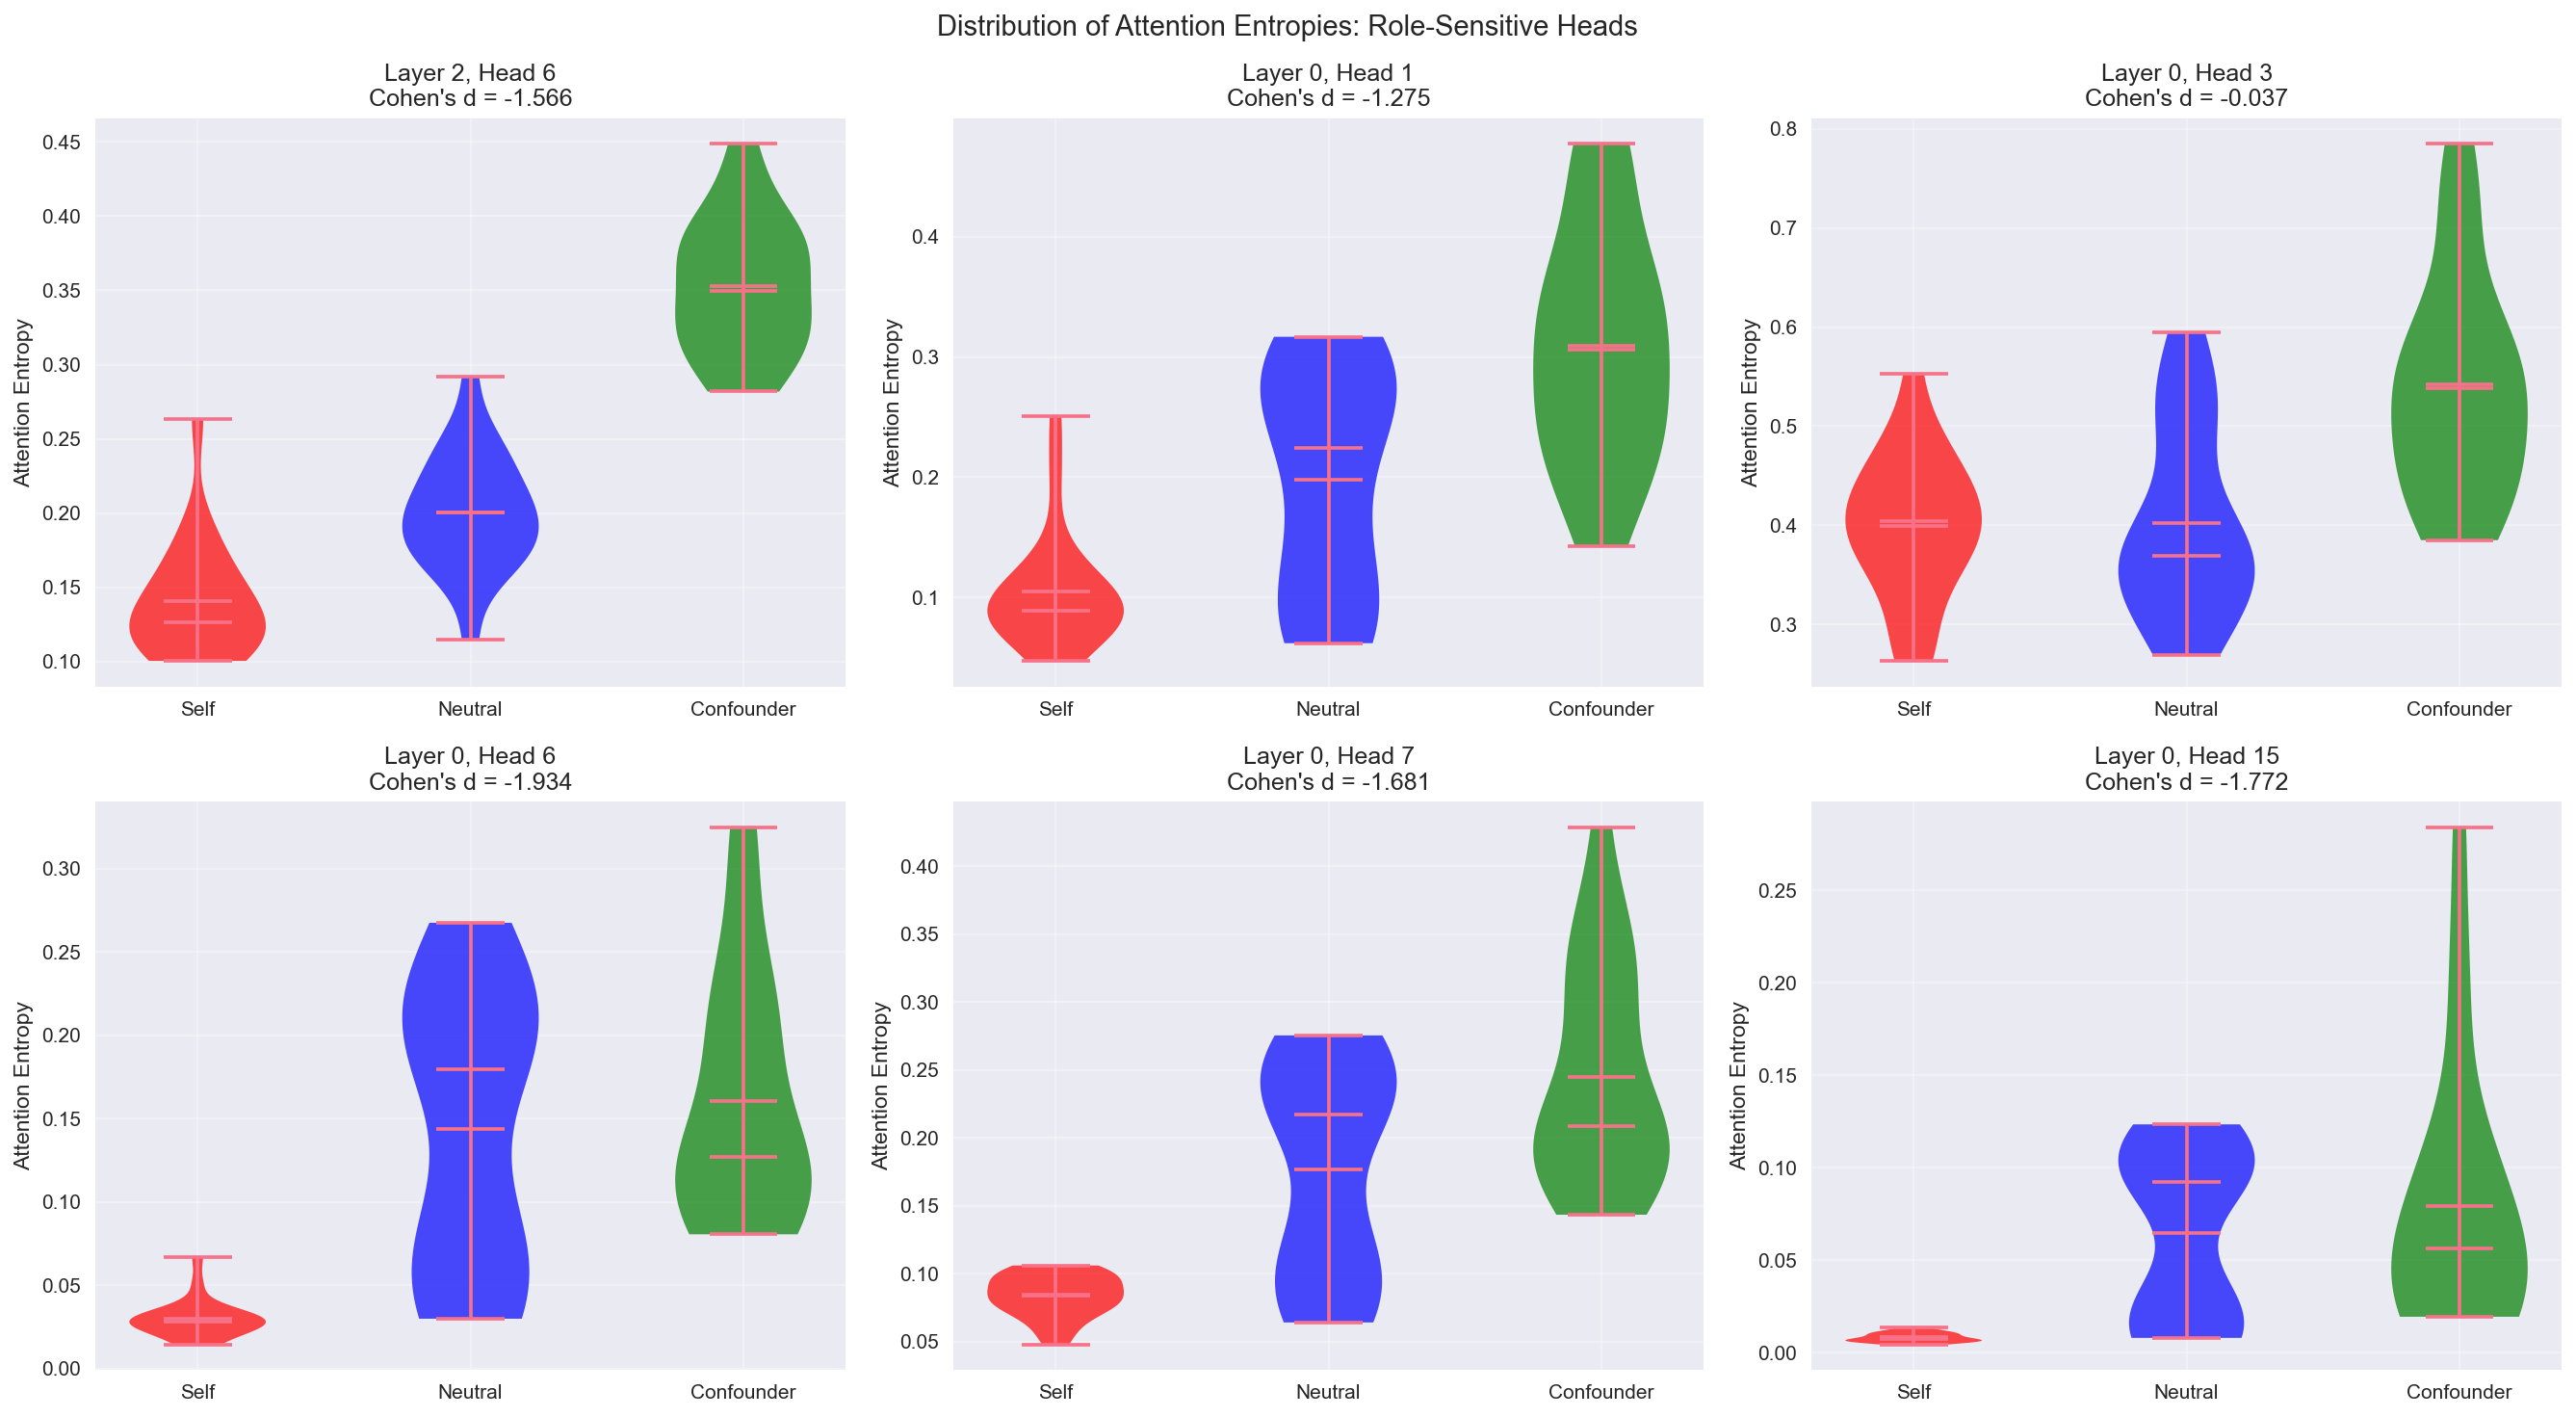 Distribution of Attention Entropies: Role-Sensitive Heads
Layer 2, Head 6
Cohen's d = -1.566
Attention Entropy
0.45
0.40
0.35
0.30
0.25
0.20
0.15
0.10
Self Neutral Confounder
Layer 0, Head 1
Cohen's d = -1.275
Attention Entropy
0.4
0.3
0.2
0.1
Self Neutral Confounder
Layer 0, Head 3
Cohen's d = -0.037
Attention Entropy
0.8
0.7
0.6
0.5
0.4
0.3
Self Neutral Confounder
Layer 0, Head 6
Cohen's d = -1.934
Attention Entropy
0.30
0.25
0.20
0.15
0.10
0.05
0.00
Self Neutral Confounder
Layer 0, Head 7
Cohen's d = -1.681
Attention Entropy
0.40
0.35
0.30
0.25
0.20
0.15
0.10
0.05
Self Neutral Confounder
Layer 0, Head 15
Cohen's d = -1.772
Attention Entropy
0.25
0.20
0.15
0.10
0.05
0.00
Self Neutral Confounder